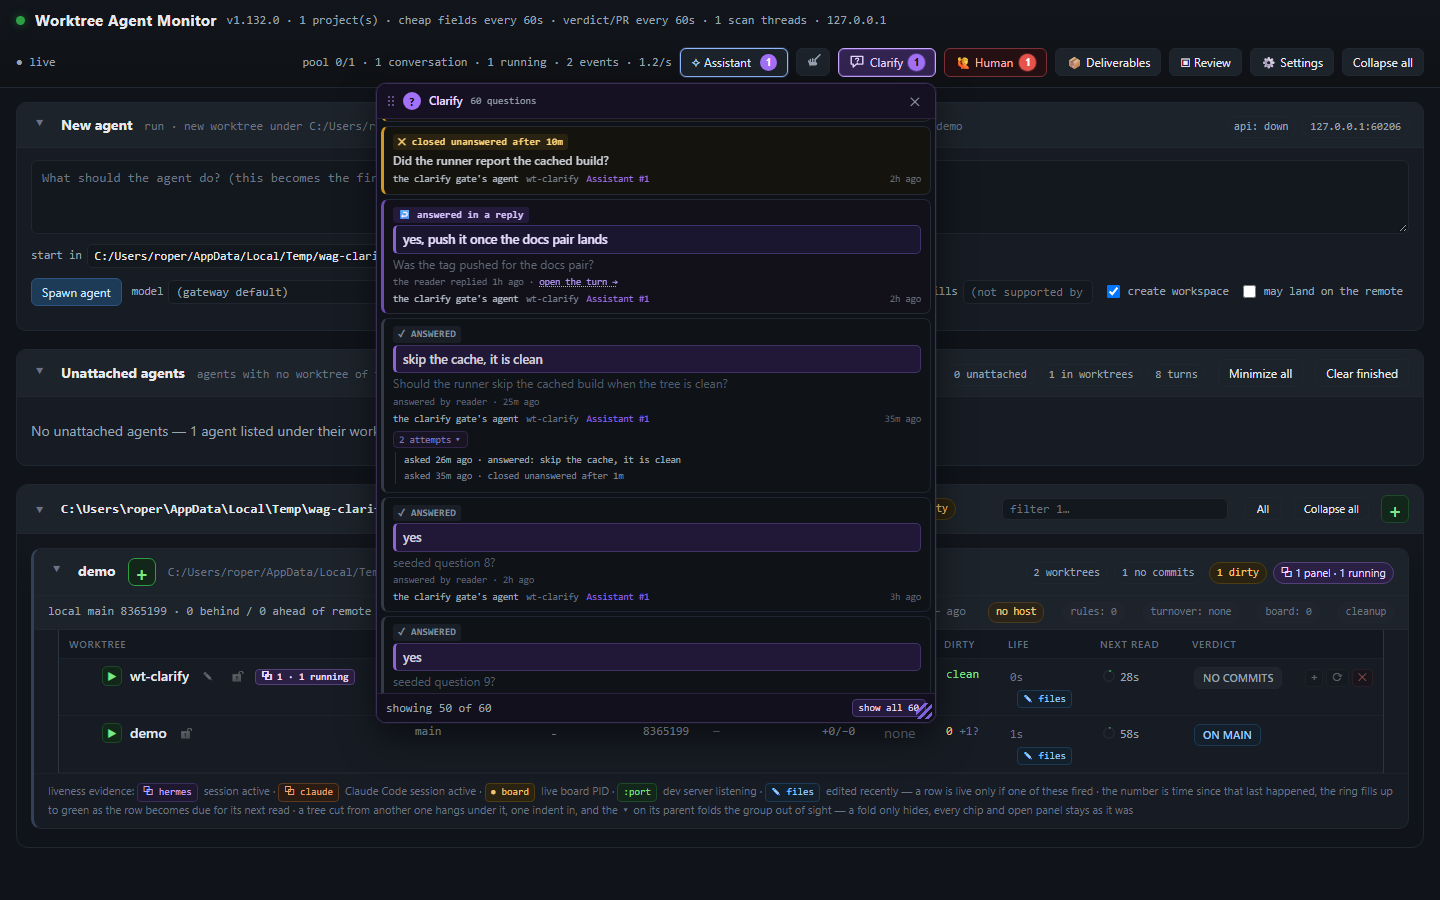 Worktree Agent Monitor v1.132.0 · 1 project(s) · cheap fields every 60s · verdict/PR every 60s · 1 scan threads · 127.0.0.1
● live
pool 0/1 · 1 conversation · 1 running · 2 events · 1.2/s
Assistant 1
Clarify 1
Human 1
Deliverables
Review
Settings
Collapse all
New agent run · new worktree under C:/Users/r
demo
api: down 127.0.0.1:60206
What should the agent do? (this becomes the fir
start in C:/Users/roper/AppData/Local/Temp/wag-clari
Spawn agent model (gateway default)
lls (not supported by create workspace may land on the remote
Unattached agents agents with no worktree of
0 unattached 1 in worktrees 8 turns Minimize all Clear finished
No unattached agents — 1 agent listed under their work
C:\Users\roper\AppData\Local\Temp\wag-clari
ty filter 1… All Collapse all +
demo + C:/Users/roper/AppData/Local/Tem
2 worktrees 1 no commits 1 dirty 1 panel · 1 running
local main 8365199 · 0 behind / 0 ahead of remote
— ago no host rules: 0 turnover: none board: 0 cleanup
WORKTREE
DIRTY LIFE NEXT READ VERDICT
wt-clarify 1 · 1 running
clean 0s 28s NO COMMITS
files
demo main – 8365199 — +0/−0 none 0 +1? 1s 58s ON MAIN
files
liveness evidence: hermes session active · claude Claude Code session active · ● board live board PID · :port dev server listening · files edited recently — a row is live only if one of these fired · the number is time since that last happened, the ring fills up
to green as the row becomes due for its next read · a tree cut from another one hangs under it, one indent in, and the ▾ on its parent folds the group out of sight — a fold only hides, every chip and open panel stays as it was
? Clarify 60 questions ×
closed unanswered after 10m
Did the runner report the cached build?
the clarify gate's agent wt-clarify Assistant #1 2h ago
answered in a reply
yes, push it once the docs pair lands
Was the tag pushed for the docs pair?
the reader replied 1h ago · open the turn →
the clarify gate's agent wt-clarify Assistant #1 2h ago
✓ ANSWERED
skip the cache, it is clean
Should the runner skip the cached build when the tree is clean?
answered by reader · 25m ago
the clarify gate's agent wt-clarify Assistant #1 35m ago
2 attempts ▾
asked 26m ago · answered: skip the cache, it is clean
asked 35m ago · closed unanswered after 1m
✓ ANSWERED
yes
seeded question 8?
answered by reader · 2h ago
the clarify gate's agent wt-clarify Assistant #1 3h ago
✓ ANSWERED
yes
seeded question 9?
showing 50 of 60 show all 60